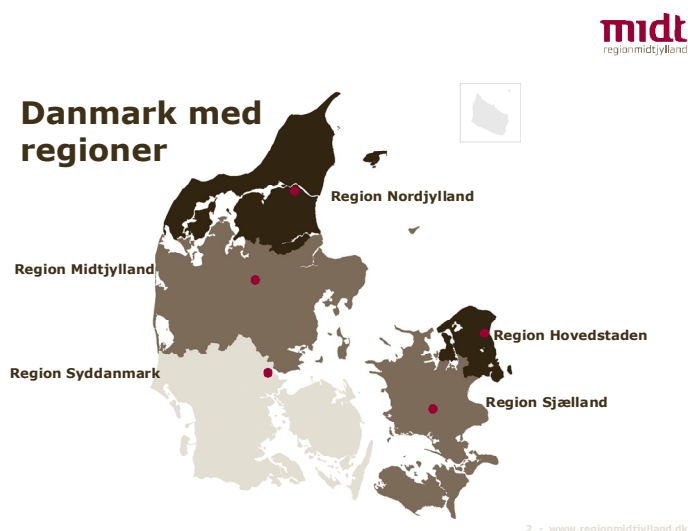 midt
regionmidtjylland
Danmark med
regioner
Region Nordjylland
Region Midtjylland
Region Hovedstaden
Region Syddanmark
Region Sjælland
2 - www.regionmidtjylland.dk